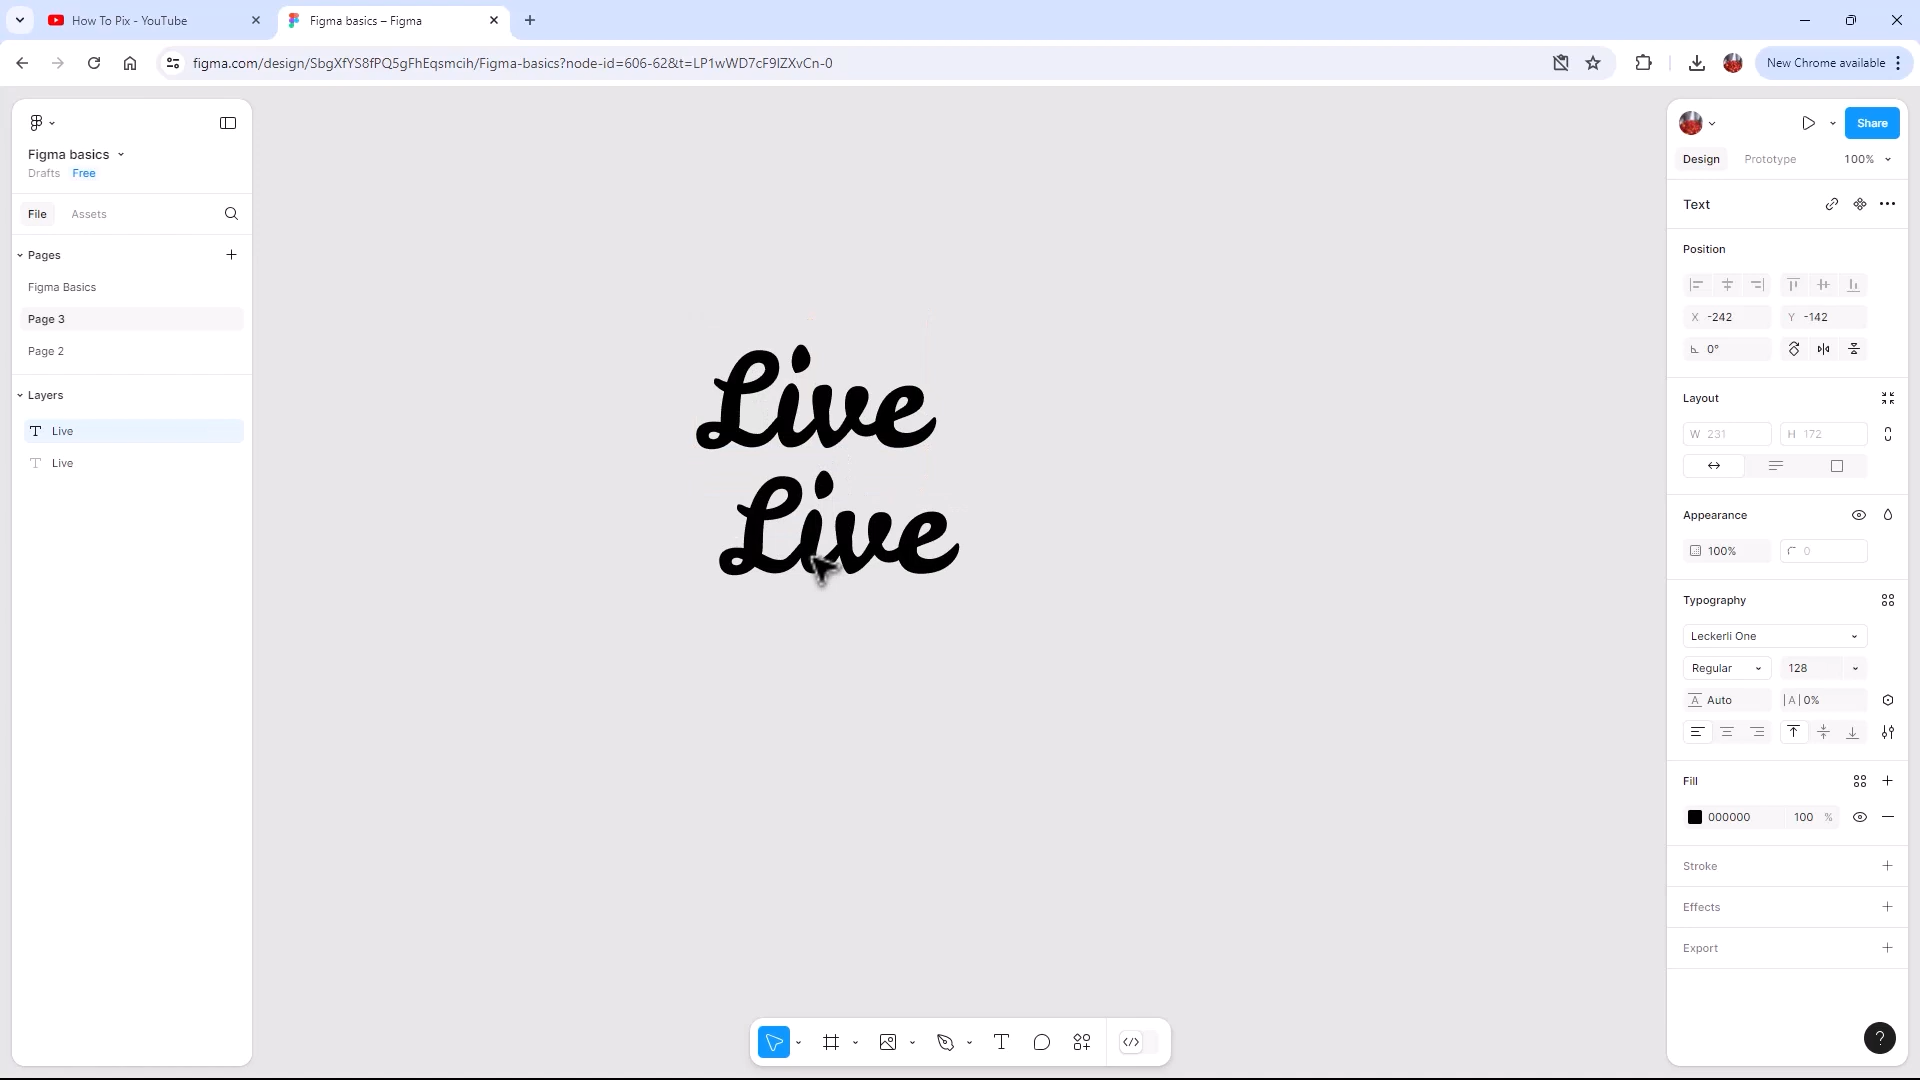 How To Pix - YouTube
Figma basics – Figma
figma.com/design/SbgXfYS8fPQ5gFhEqsmcih/Figma-basics?node-id=606-62&t=LP1wWD7cF9IZXvCn-0
New Chrome available
Figma basics
Drafts Free
File Assets
Pages
Figma Basics
Page 3
Page 2
Layers
Live
Live
Live
Live
Share
Design Prototype 100%
Text
Position
X -242 Y -142
0°
Layout
W 231 H 172
Appearance
100% 0
Typography
Leckerli One
Regular 128
A Auto |A| 0%
Fill
000000 100 %
Stroke
Effects
Export
?